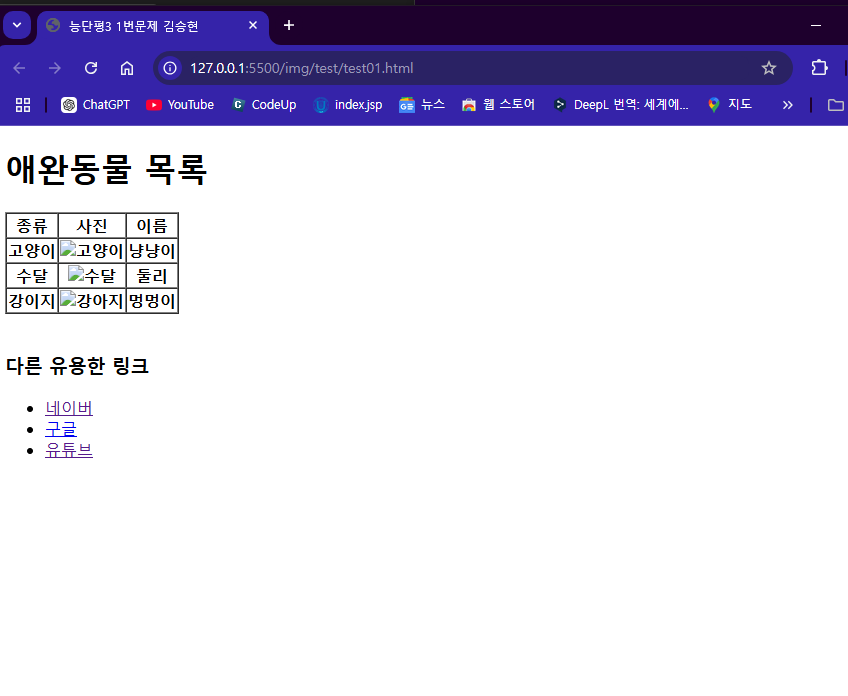 능단평3 1번문제 김승현
127.0.0.1:5500/img/test/test01.html
ChatGPT YouTube CodeUp index.jsp 뉴스 웹 스토어 DeepL 번역: 세계에... 지도
애완동물 목록
종류 사진 이름
고양이 고양이 냥냥이
수달 수달 둘리
강이지 강아지 멍멍이
다른 유용한 링크
네이버
구글
유튜브